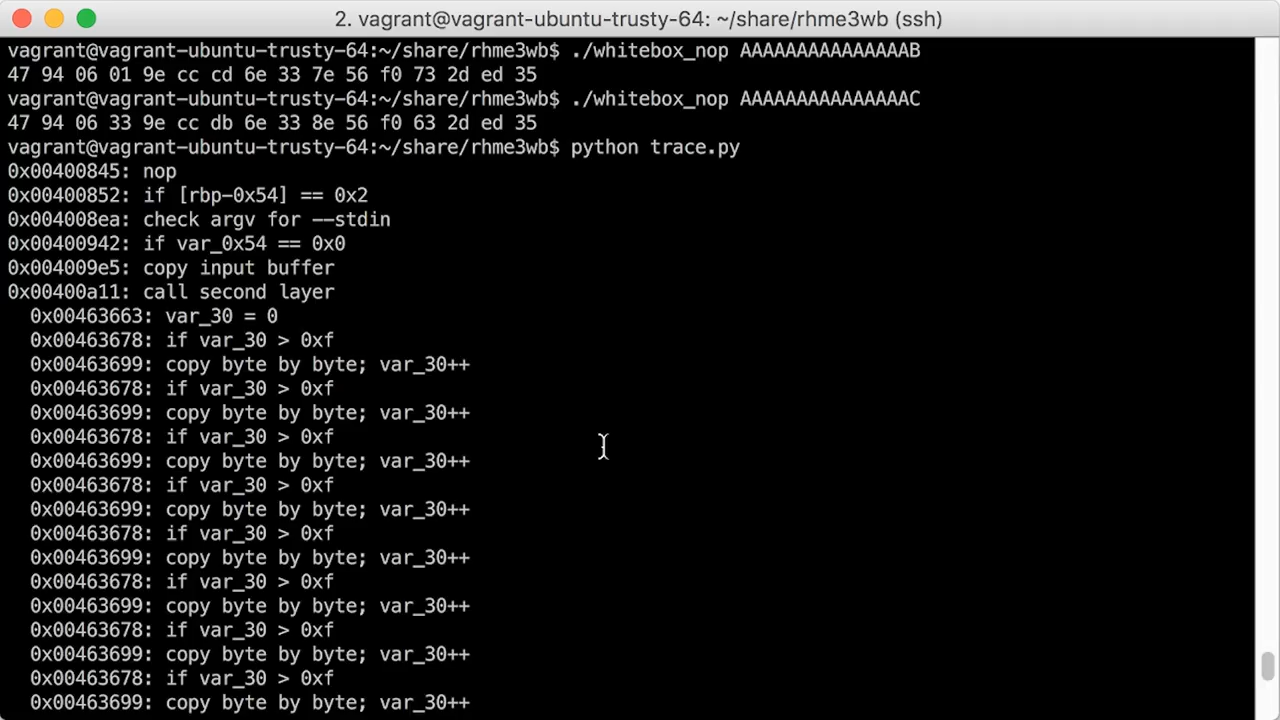 2. vagrant@vagrant-ubuntu-trusty-64: ~/share/rhme3wb (ssh)
vagrant@vagrant-ubuntu-trusty-64:~/share/rhme3wb$ ./whitebox_nop AAAAAAAAAAAAAAAB
47 94 06 01 9e cc cd 6e 33 7e 56 f0 73 2d ed 35
vagrant@vagrant-ubuntu-trusty-64:~/share/rhme3wb$ ./whitebox_nop AAAAAAAAAAAAAAAC
47 94 06 33 9e cc db 6e 33 8e 56 f0 63 2d ed 35
vagrant@vagrant-ubuntu-trusty-64:~/share/rhme3wb$ python trace.py
0x00400845: nop
0x00400852: if [rbp-0x54] == 0x2
0x004008ea: check argv for --stdin
0x00400942: if var_0x54 == 0x0
0x004009e5: copy input buffer
0x00400a11: call second layer
0x00463663: var_30 = 0
0x00463678: if var_30 > 0xf
0x00463699: copy byte by byte; var_30++
0x00463678: if var_30 > 0xf
0x00463699: copy byte by byte; var_30++
0x00463678: if var_30 > 0xf
0x00463699: copy byte by byte; var_30++
0x00463678: if var_30 > 0xf
0x00463699: copy byte by byte; var_30++
0x00463678: if var_30 > 0xf
0x00463699: copy byte by byte; var_30++
0x00463678: if var_30 > 0xf
0x00463699: copy byte by byte; var_30++
0x00463678: if var_30 > 0xf
0x00463699: copy byte by byte; var_30++
0x00463678: if var_30 > 0xf
0x00463699: copy byte by byte; var_30++